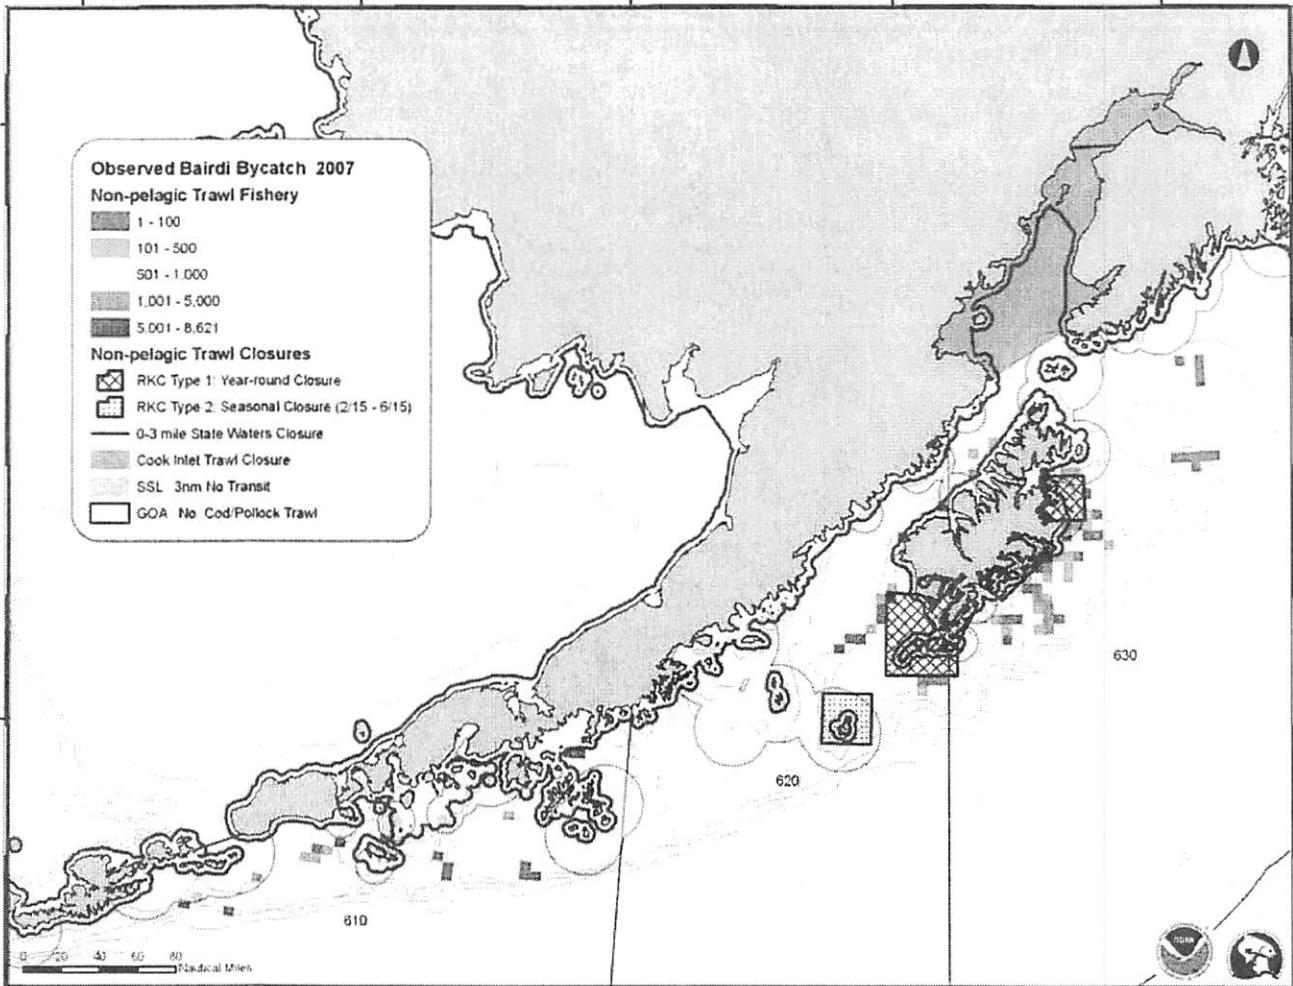 Observed Bairdi Bycatch 2007
Non-pelagic Trawl Fishery
1 - 100
101 - 500
501 - 1,000
1,001 - 5,000
5,001 - 8,621
Non-pelagic Trawl Closures
RKC Type 1: Year-round Closure
RKC Type 2: Seasonal Closure (2/15 - 6/15)
0-3 mile State Waters Closure
Cook Inlet Trawl Closure
SSL 3nm No Transit
GOA No Cod/Pollock Trawl
630
620
610
0 20 40 60 80
Nautical Miles